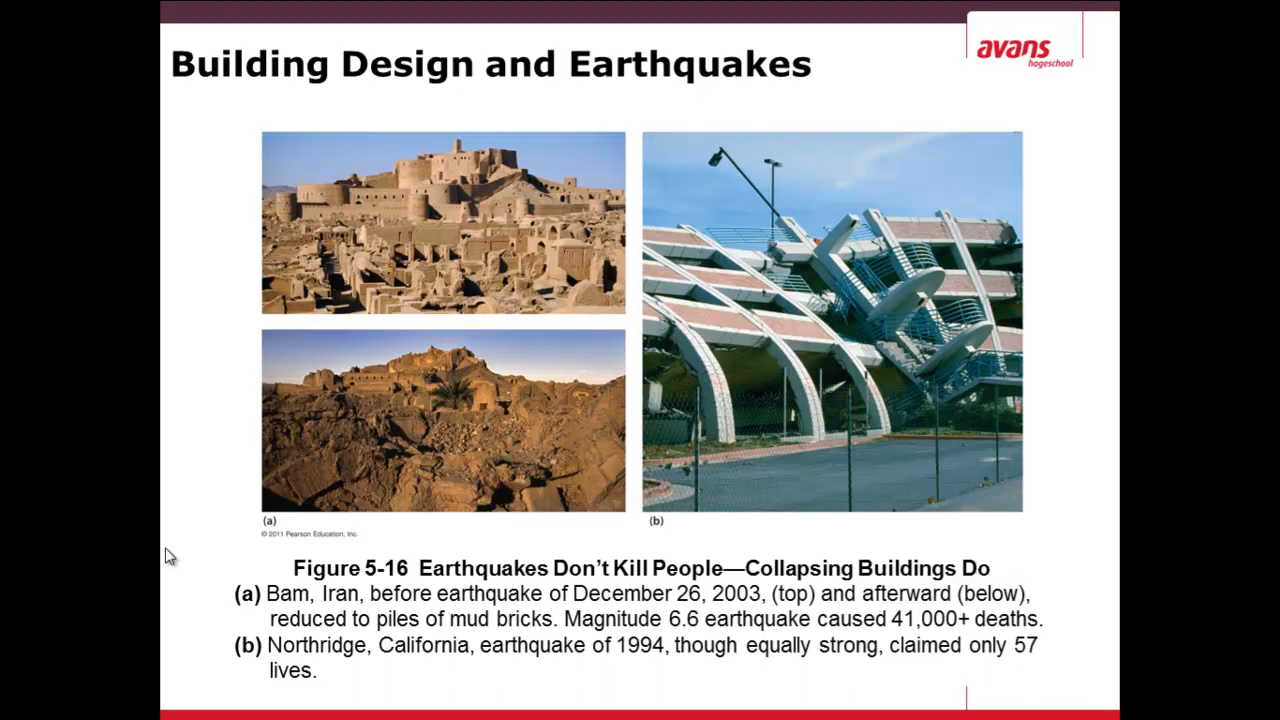 avans
hogeschool
Building Design and Earthquakes
(a)
(b)
© 2011 Pearson Education, Inc.
Figure 5-16 Earthquakes Don't Kill People—Collapsing Buildings Do
(a) Bam, Iran, before earthquake of December 26, 2003, (top) and afterward (below),
reduced to piles of mud bricks. Magnitude 6.6 earthquake caused 41,000+ deaths.
(b) Northridge, California, earthquake of 1994, though equally strong, claimed only 57
lives.